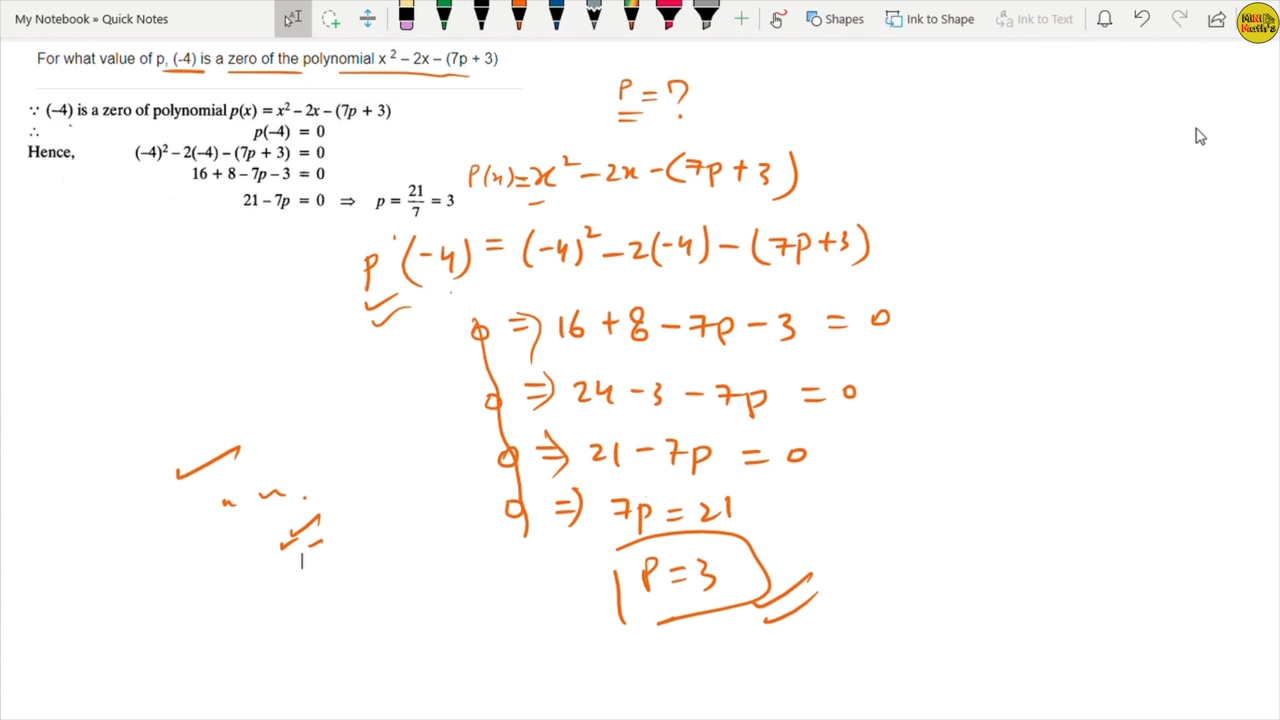 My Notebook » Quick Notes
Shapes
Ink to Shape
Ink to Text
MKR Math's
For what value of p, (-4) is a zero of the polynomial x ² – 2x – (7p + 3)
∵ (–4) is a zero of polynomial p(x) = x² – 2x – (7p + 3)
∴ p(–4) = 0
Hence, (–4)² – 2(–4) – (7p + 3) = 0
16 + 8 – 7p – 3 = 0
21 – 7p = 0 ⇒ p = 21/7 = 3
P = ?
P(x) = x² – 2x – (7p + 3)
p (-4) = (-4)² – 2(-4) – (7p+3)
⇒ 16 + 8 – 7p – 3 = 0
⇒ 24 – 3 – 7p = 0
⇒ 21 – 7p = 0
⇒ 7p = 21
P = 3